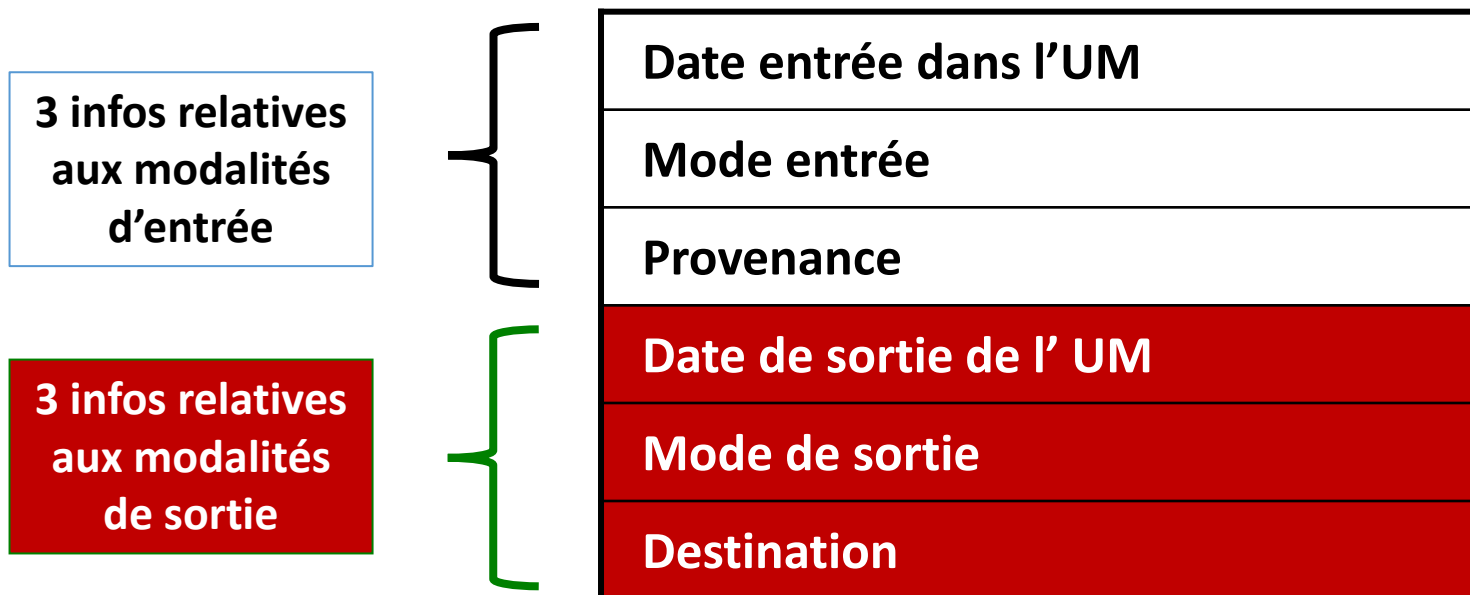 3 infos relatives
aux modalités
d’entrée
Date entrée dans l’UM
Mode entrée
Provenance
3 infos relatives
aux modalités
de sortie
Date de sortie de l’ UM
Mode de sortie
Destination